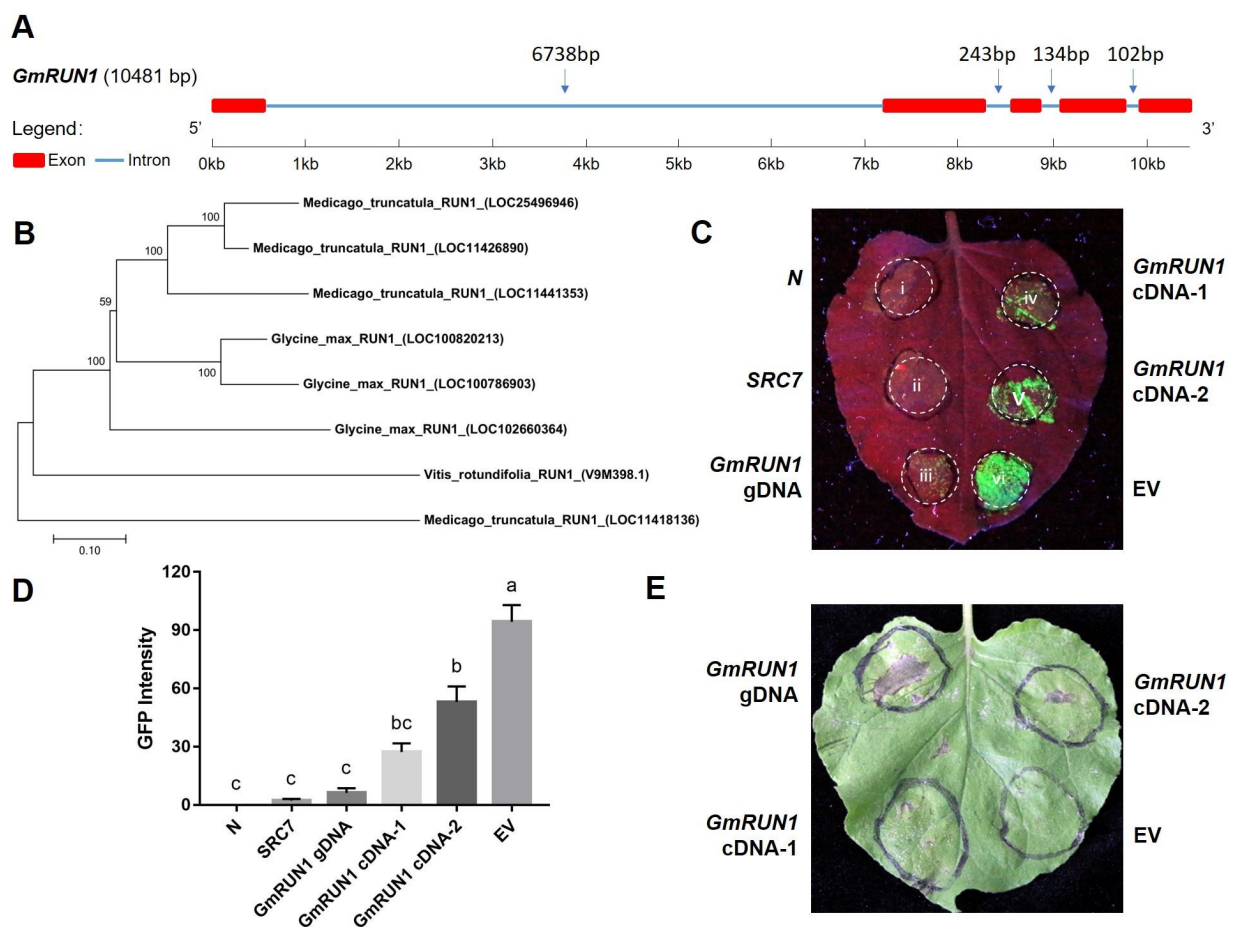 A
6738bp
243bp
134bp
102bp
GmRUN1 (10481 bp)
Legend:
5’
3’
Exon
Intron
0kb
1kb
2kb
3kb
4kb
5kb
6kb
7kb
8kb
9kb
10kb
B
100
Medicago_truncatula_RUN1_(LOC25496946)
100
Medicago_truncatula_RUN1_(LOC11426890)
Medicago_truncatula_RUN1_(LOC11441353)
59
Glycine_max_RUN1_(LOC100820213)
100
100
Glycine_max_RUN1_(LOC100786903)
Glycine_max_RUN1_(LOC102660364)
Vitis_rotundifolia_RUN1_(V9M398.1)
Medicago_truncatula_RUN1_(LOC11418136)
0.10
C
N
i
iv
GmRUN1
cDNA-1
SRC7
ii
v
GmRUN1
cDNA-2
GmRUN1
gDNA
iii
vi
EV
D
GFP Intensity
120
90
60
30
0
c
c
c
bc
b
a
N
SRC7
GmRUN1 gDNA
GmRUN1 cDNA-1
GmRUN1 cDNA-2
EV
E
GmRUN1
gDNA
GmRUN1
cDNA-2
GmRUN1
cDNA-1
EV